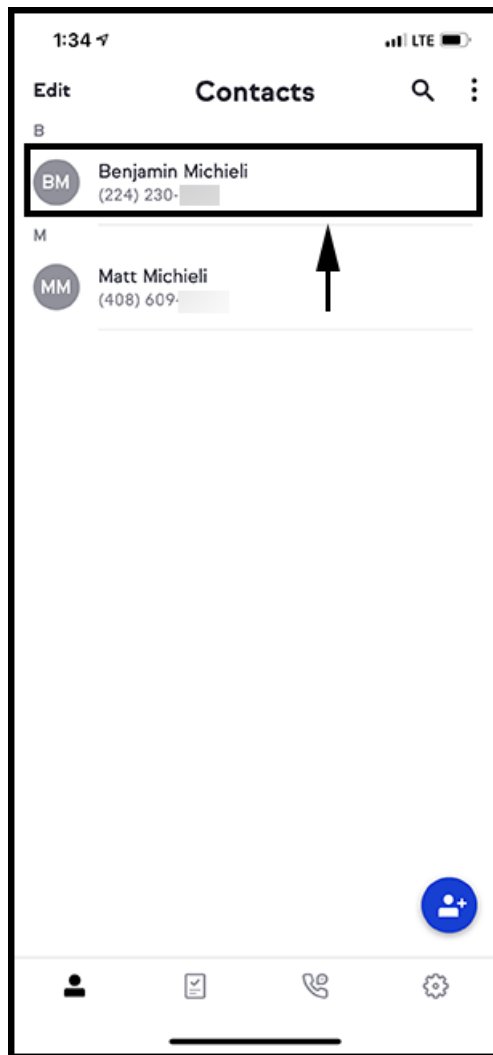 1:34
LTE
Edit
Contacts
B
BM
Benjamin Michieli
(224) 230-
M
MM
Matt Michieli
(408) 609-